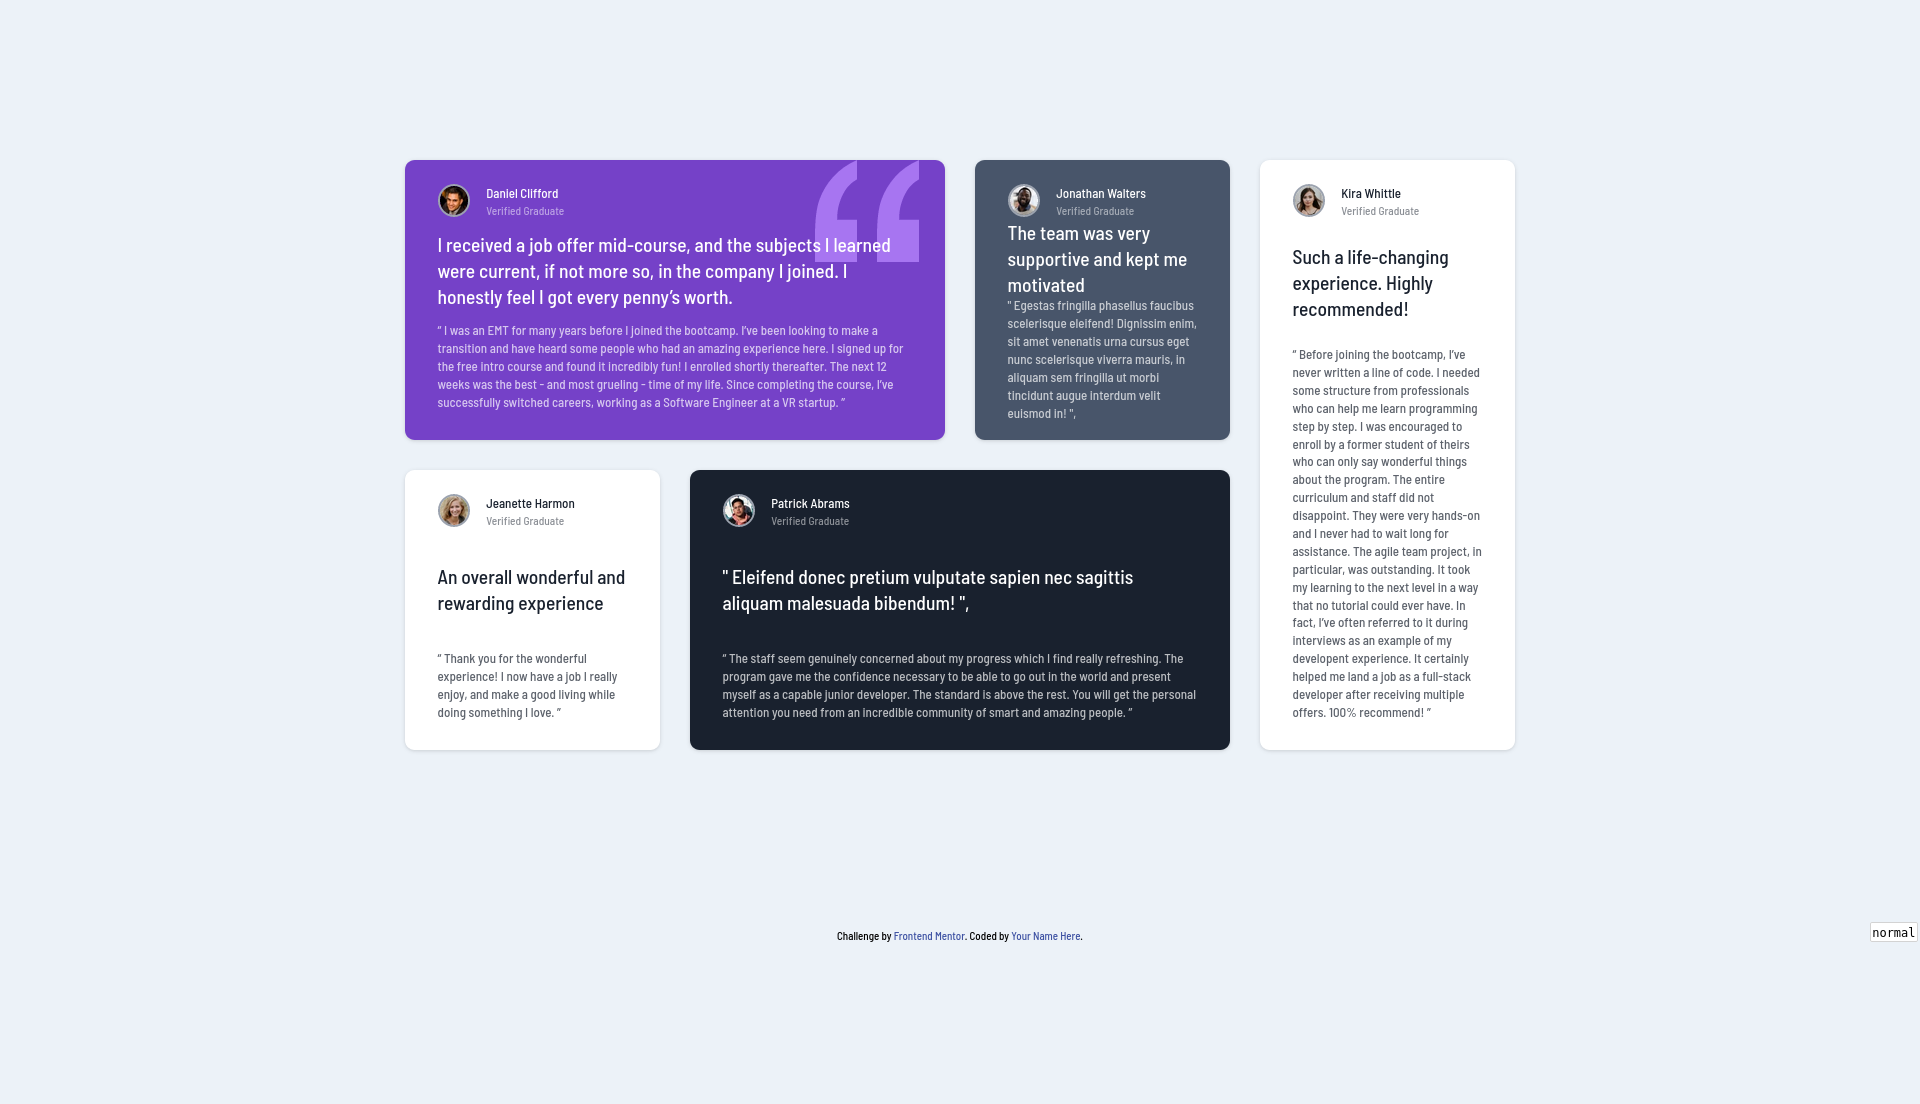 Daniel Clifford
Verified Graduate
I received a job offer mid-course, and the subjects I learned
were current, if not more so, in the company I joined. I
honestly feel I got every penny’s worth.
“ I was an EMT for many years before I joined the bootcamp. I’ve been looking to make a
transition and have heard some people who had an amazing experience here. I signed up for
the free intro course and found it incredibly fun! I enrolled shortly thereafter. The next 12
weeks was the best - and most grueling - time of my life. Since completing the course, I’ve
successfully switched careers, working as a Software Engineer at a VR startup. ”
Jonathan Walters
Verified Graduate
The team was very
supportive and kept me
motivated
" Egestas fringilla phasellus faucibus
scelerisque eleifend! Dignissim enim,
sit amet venenatis urna cursus eget
nunc scelerisque viverra mauris, in
aliquam sem fringilla ut morbi
tincidunt augue interdum velit
euismod in! ",
Kira Whittle
Verified Graduate
Such a life-changing
experience. Highly
recommended!
“ Before joining the bootcamp, I’ve
never written a line of code. I needed
some structure from professionals
who can help me learn programming
step by step. I was encouraged to
enroll by a former student of theirs
who can only say wonderful things
about the program. The entire
curriculum and staff did not
disappoint. They were very hands-on
and I never had to wait long for
assistance. The agile team project, in
particular, was outstanding. It took
my learning to the next level in a way
that no tutorial could ever have. In
fact, I’ve often referred to it during
interviews as an example of my
developent experience. It certainly
helped me land a job as a full-stack
developer after receiving multiple
offers. 100% recommend! ”
Jeanette Harmon
Verified Graduate
An overall wonderful and
rewarding experience
“ Thank you for the wonderful
experience! I now have a job I really
enjoy, and make a good living while
doing something I love. ”
Patrick Abrams
Verified Graduate
" Eleifend donec pretium vulputate sapien nec sagittis
aliquam malesuada bibendum! ",
“ The staff seem genuinely concerned about my progress which I find really refreshing. The
program gave me the confidence necessary to be able to go out in the world and present
myself as a capable junior developer. The standard is above the rest. You will get the personal
attention you need from an incredible community of smart and amazing people. ”
Challenge by Frontend Mentor. Coded by Your Name Here.
normal